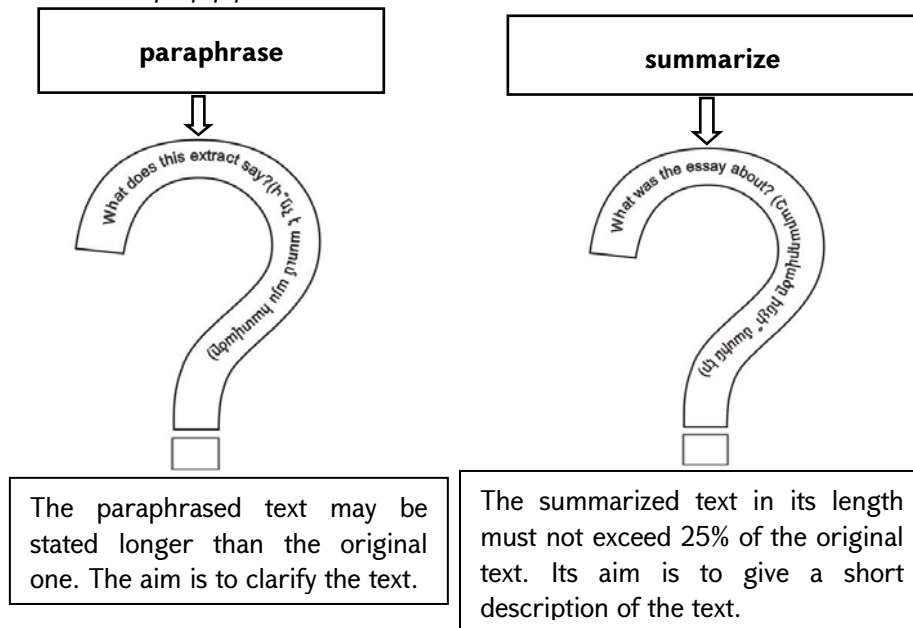 paraphrase
summarize
What does this extract say?(Ի՞նչ է ասում այս հատվածը)
What was the essay about? (Շարադրությունը ինչի՞ մասին էր)
The paraphrased text may be
stated longer than the original
one. The aim is to clarify the text.
The summarized text in its length
must not exceed 25% of the original
text. Its aim is to give a short
description of the text.